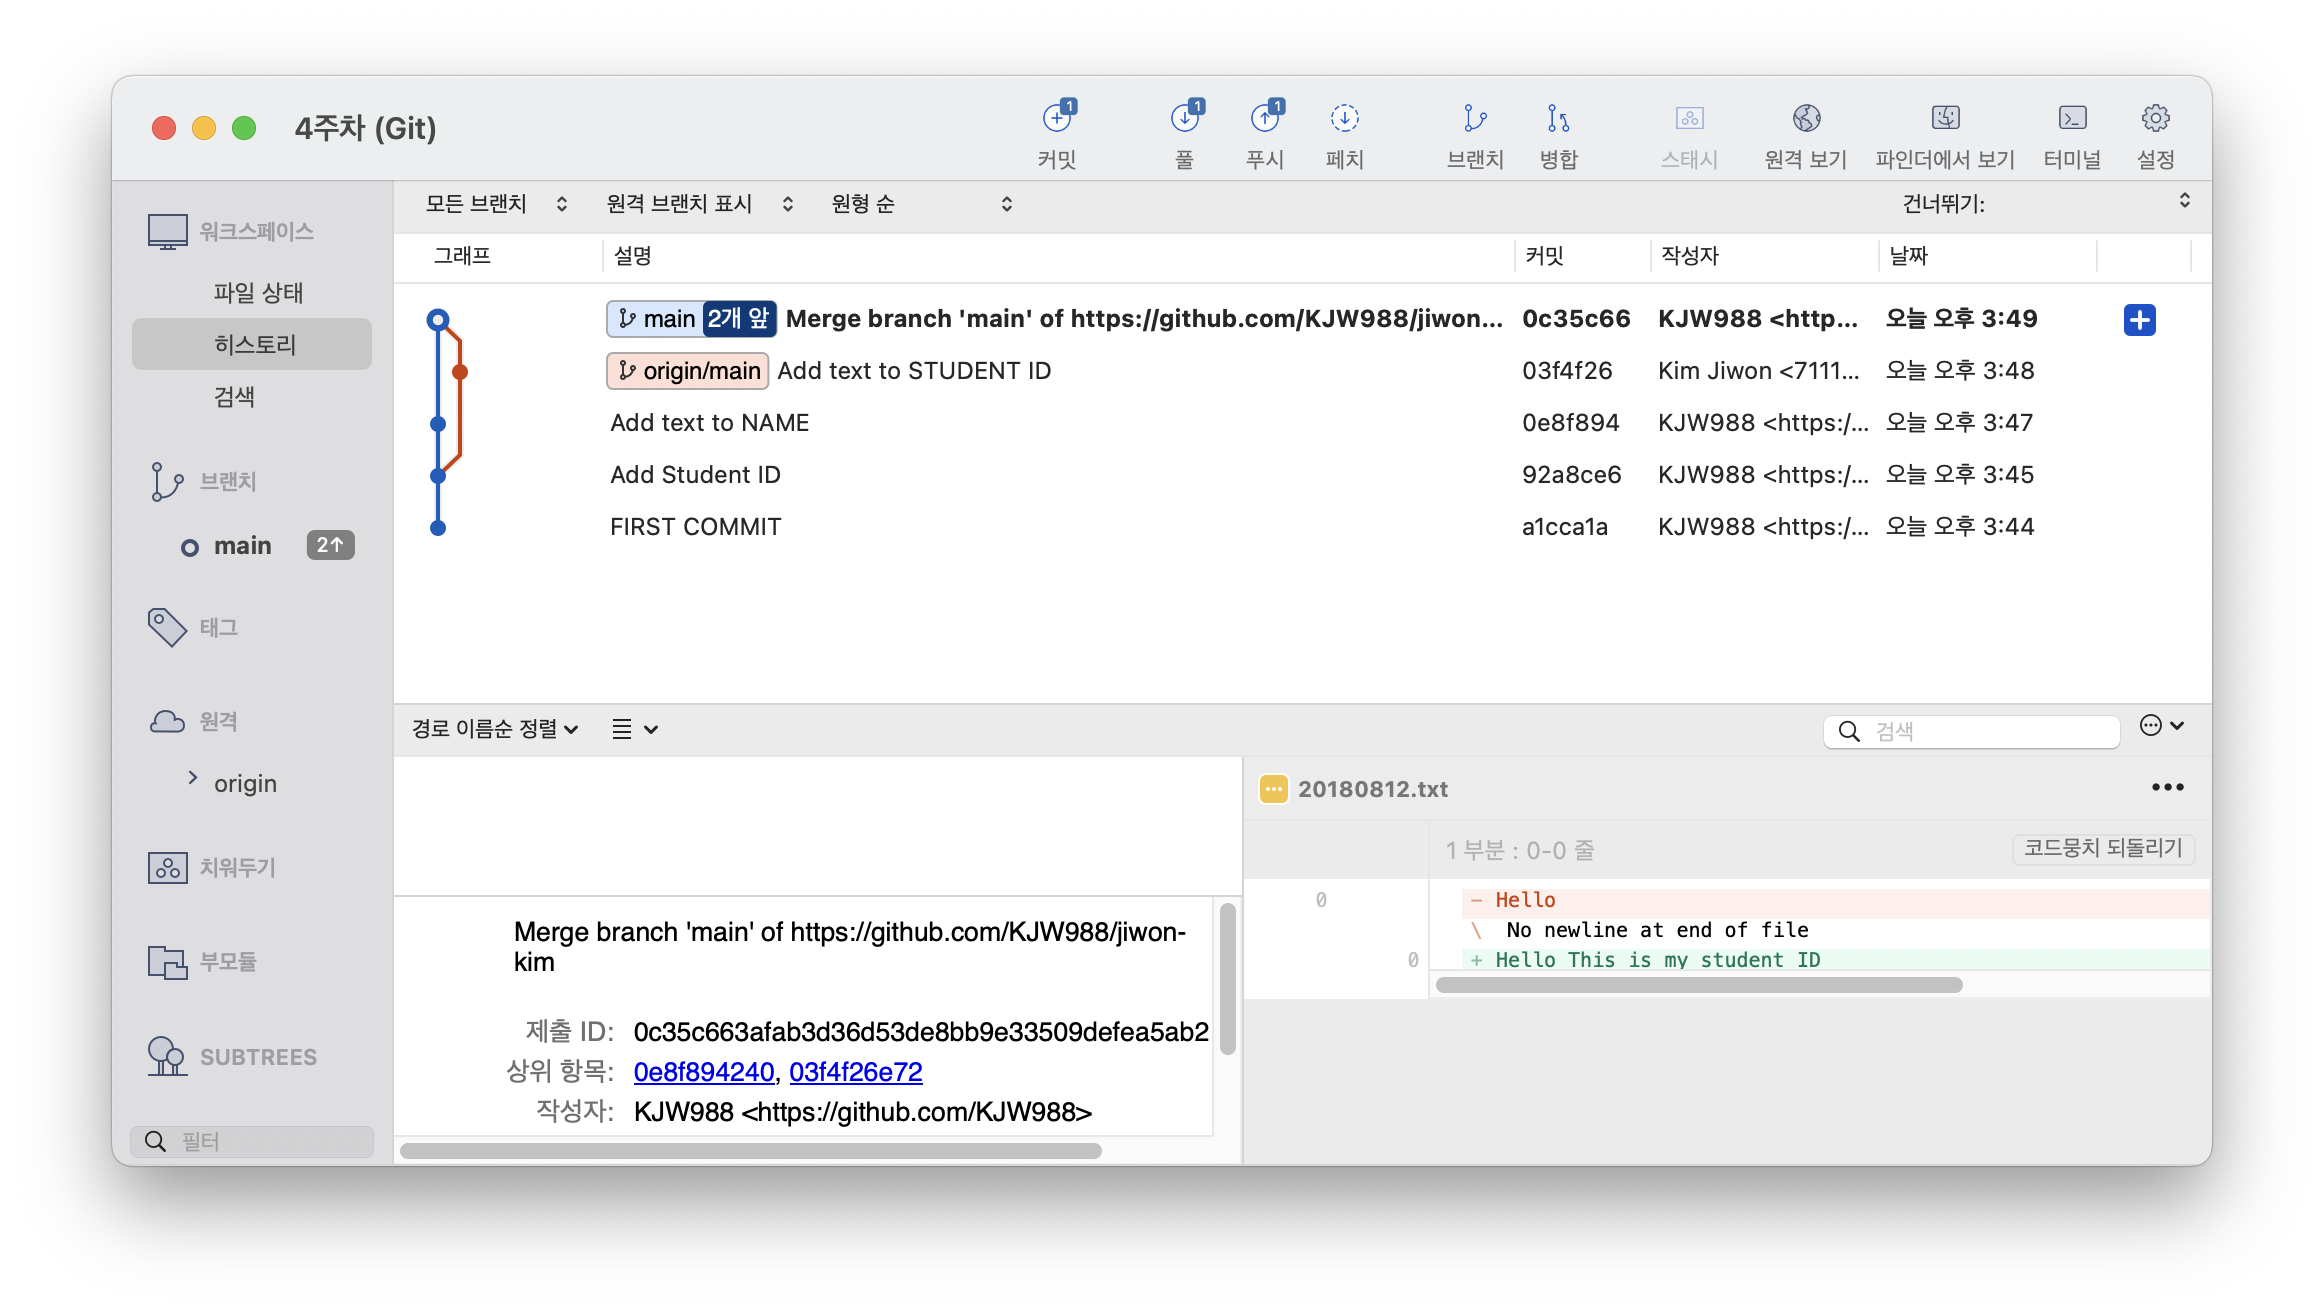 4주차 (Git)
1 1 1
커밋 풀 푸시 페치 브랜치 병합 스태시 원격 보기 파인더에서 보기 터미널 설정
워크스페이스
파일 상태
히스토리
검색
브랜치
main 2↑
태그
원격
origin
치워두기
부모듈
SUBTREES
필터
모든 브랜치 원격 브랜치 표시 원형 순 건너뛰기:
그래프 설명 커밋 작성자 날짜
main 2개 앞 Merge branch 'main' of https://github.com/KJW988/jiwon... 0c35c66 KJW988 <http... 오늘 오후 3:49
origin/main Add text to STUDENT ID 03f4f26 Kim Jiwon <7111... 오늘 오후 3:48
Add text to NAME 0e8f894 KJW988 <https:/... 오늘 오후 3:47
Add Student ID 92a8ce6 KJW988 <https:/... 오늘 오후 3:45
FIRST COMMIT a1cca1a KJW988 <https:/... 오늘 오후 3:44
경로 이름순 정렬 검색
Merge branch 'main' of https://github.com/KJW988/jiwon-
kim
제출 ID: 0c35c663afab3d36d53de8bb9e33509defea5ab2
상위 항목: 0e8f894240, 03f4f26e72
작성자: KJW988 <https://github.com/KJW988>
20180812.txt
1 부분 : 0-0 줄 코드뭉치 되돌리기
0 - Hello
\ No newline at end of file
0 + Hello This is my student ID